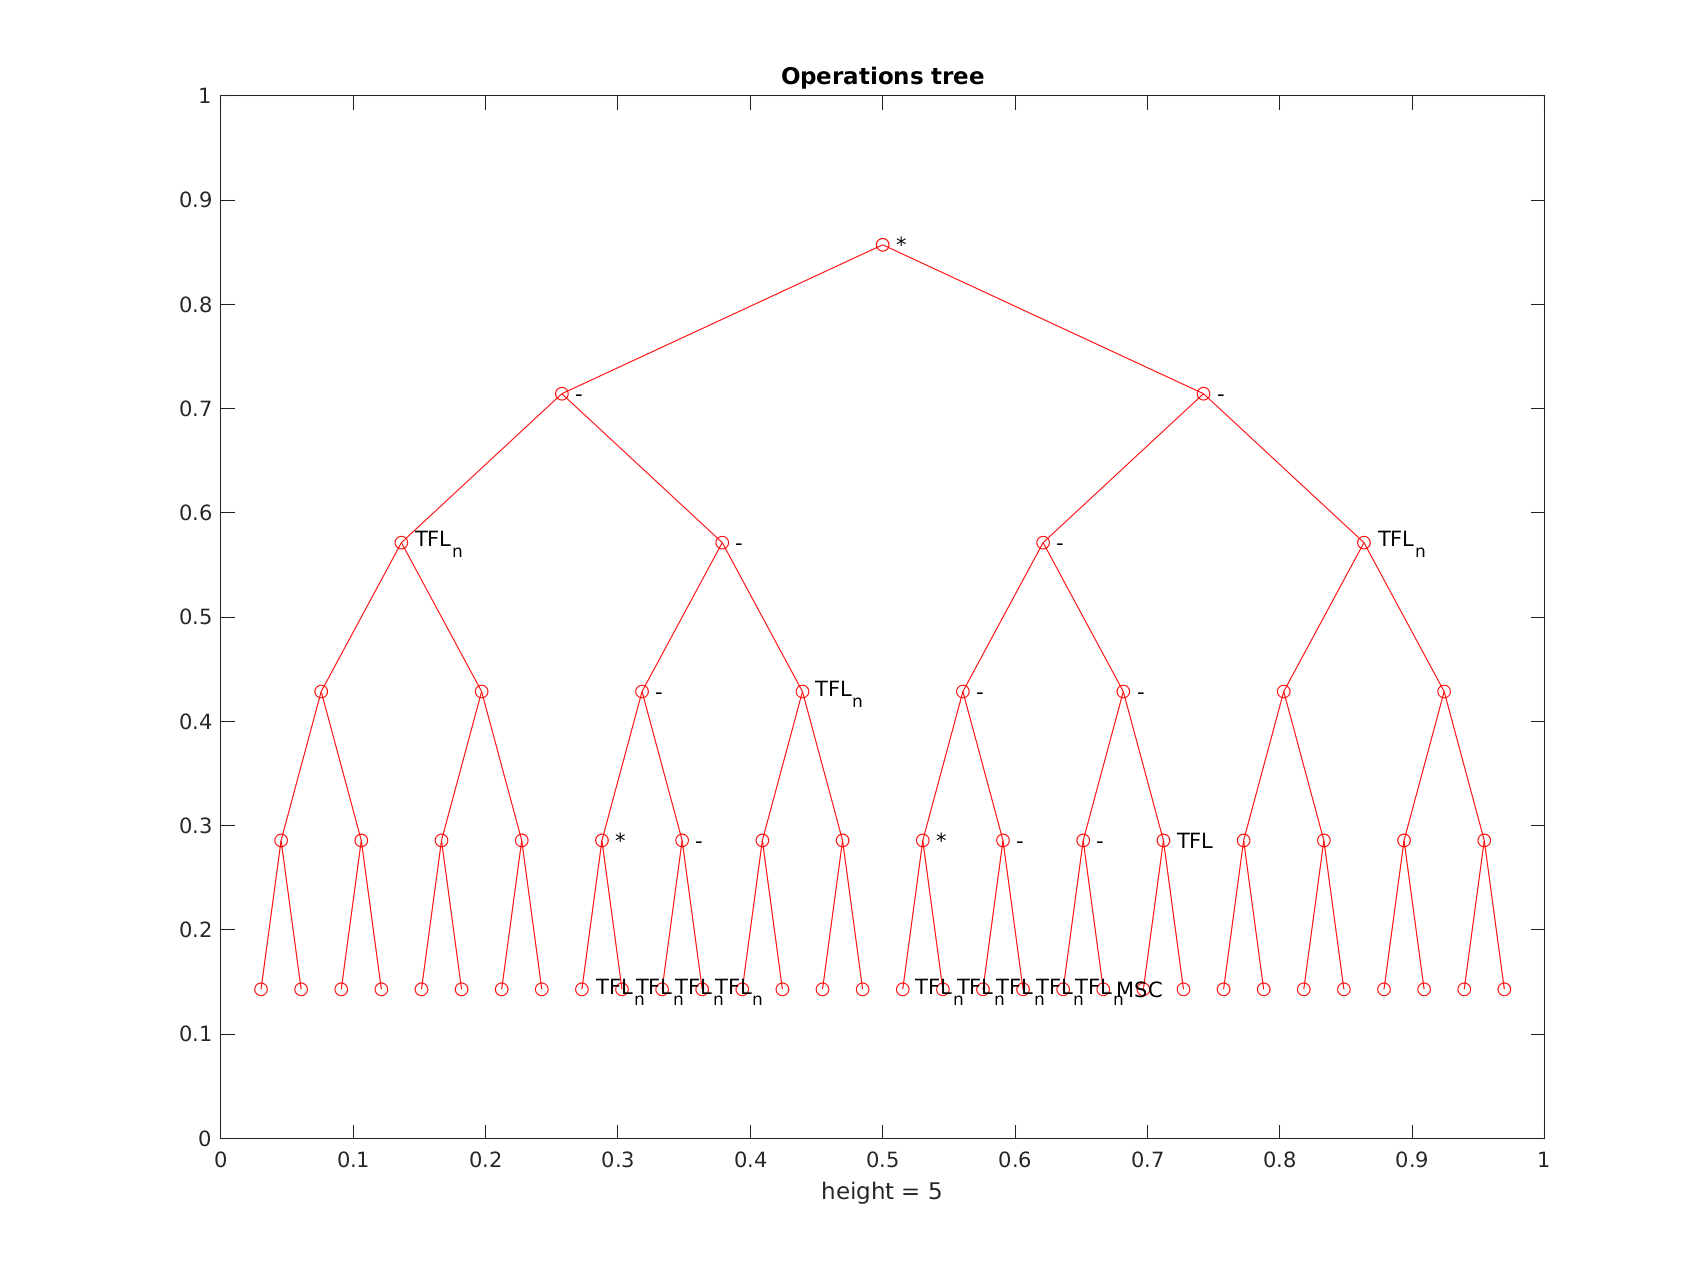 Operations tree
1
0.9
*
0.8
- -
0.7
0.6
TFLn - - TFLn
0.5
- TFLn - -
0.4
0.3
* - * - - TFL
0.2
TFLn TFLn TFLn TFLn TFLn TFLn TFLn TFLn TFLn MSC
0.1
0
0 0.1 0.2 0.3 0.4 0.5 0.6 0.7 0.8 0.9 1
height = 5